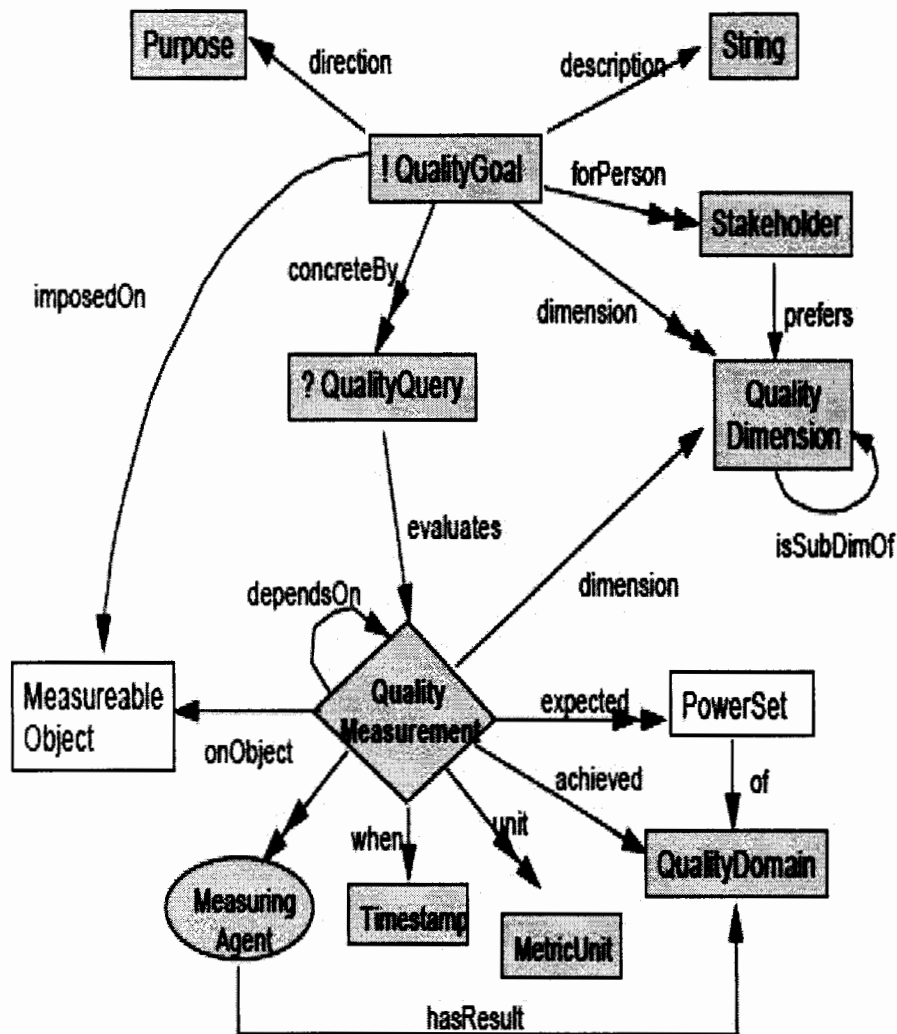 Purpose
direction
description
String
! QualityGoal
forPerson
Stakeholder
concreteBy
imposedOn
dimension
prefers
? QualityQuery
Quality
Dimension
evaluates
isSubDimOf
dependsOn
dimension
Measureable
Object
Quality
Measurement
expected
PowerSet
onObject
achieved
of
when
unit
QualityDomain
Measuring
Agent
Timestamp
MetricUnit
hasResult